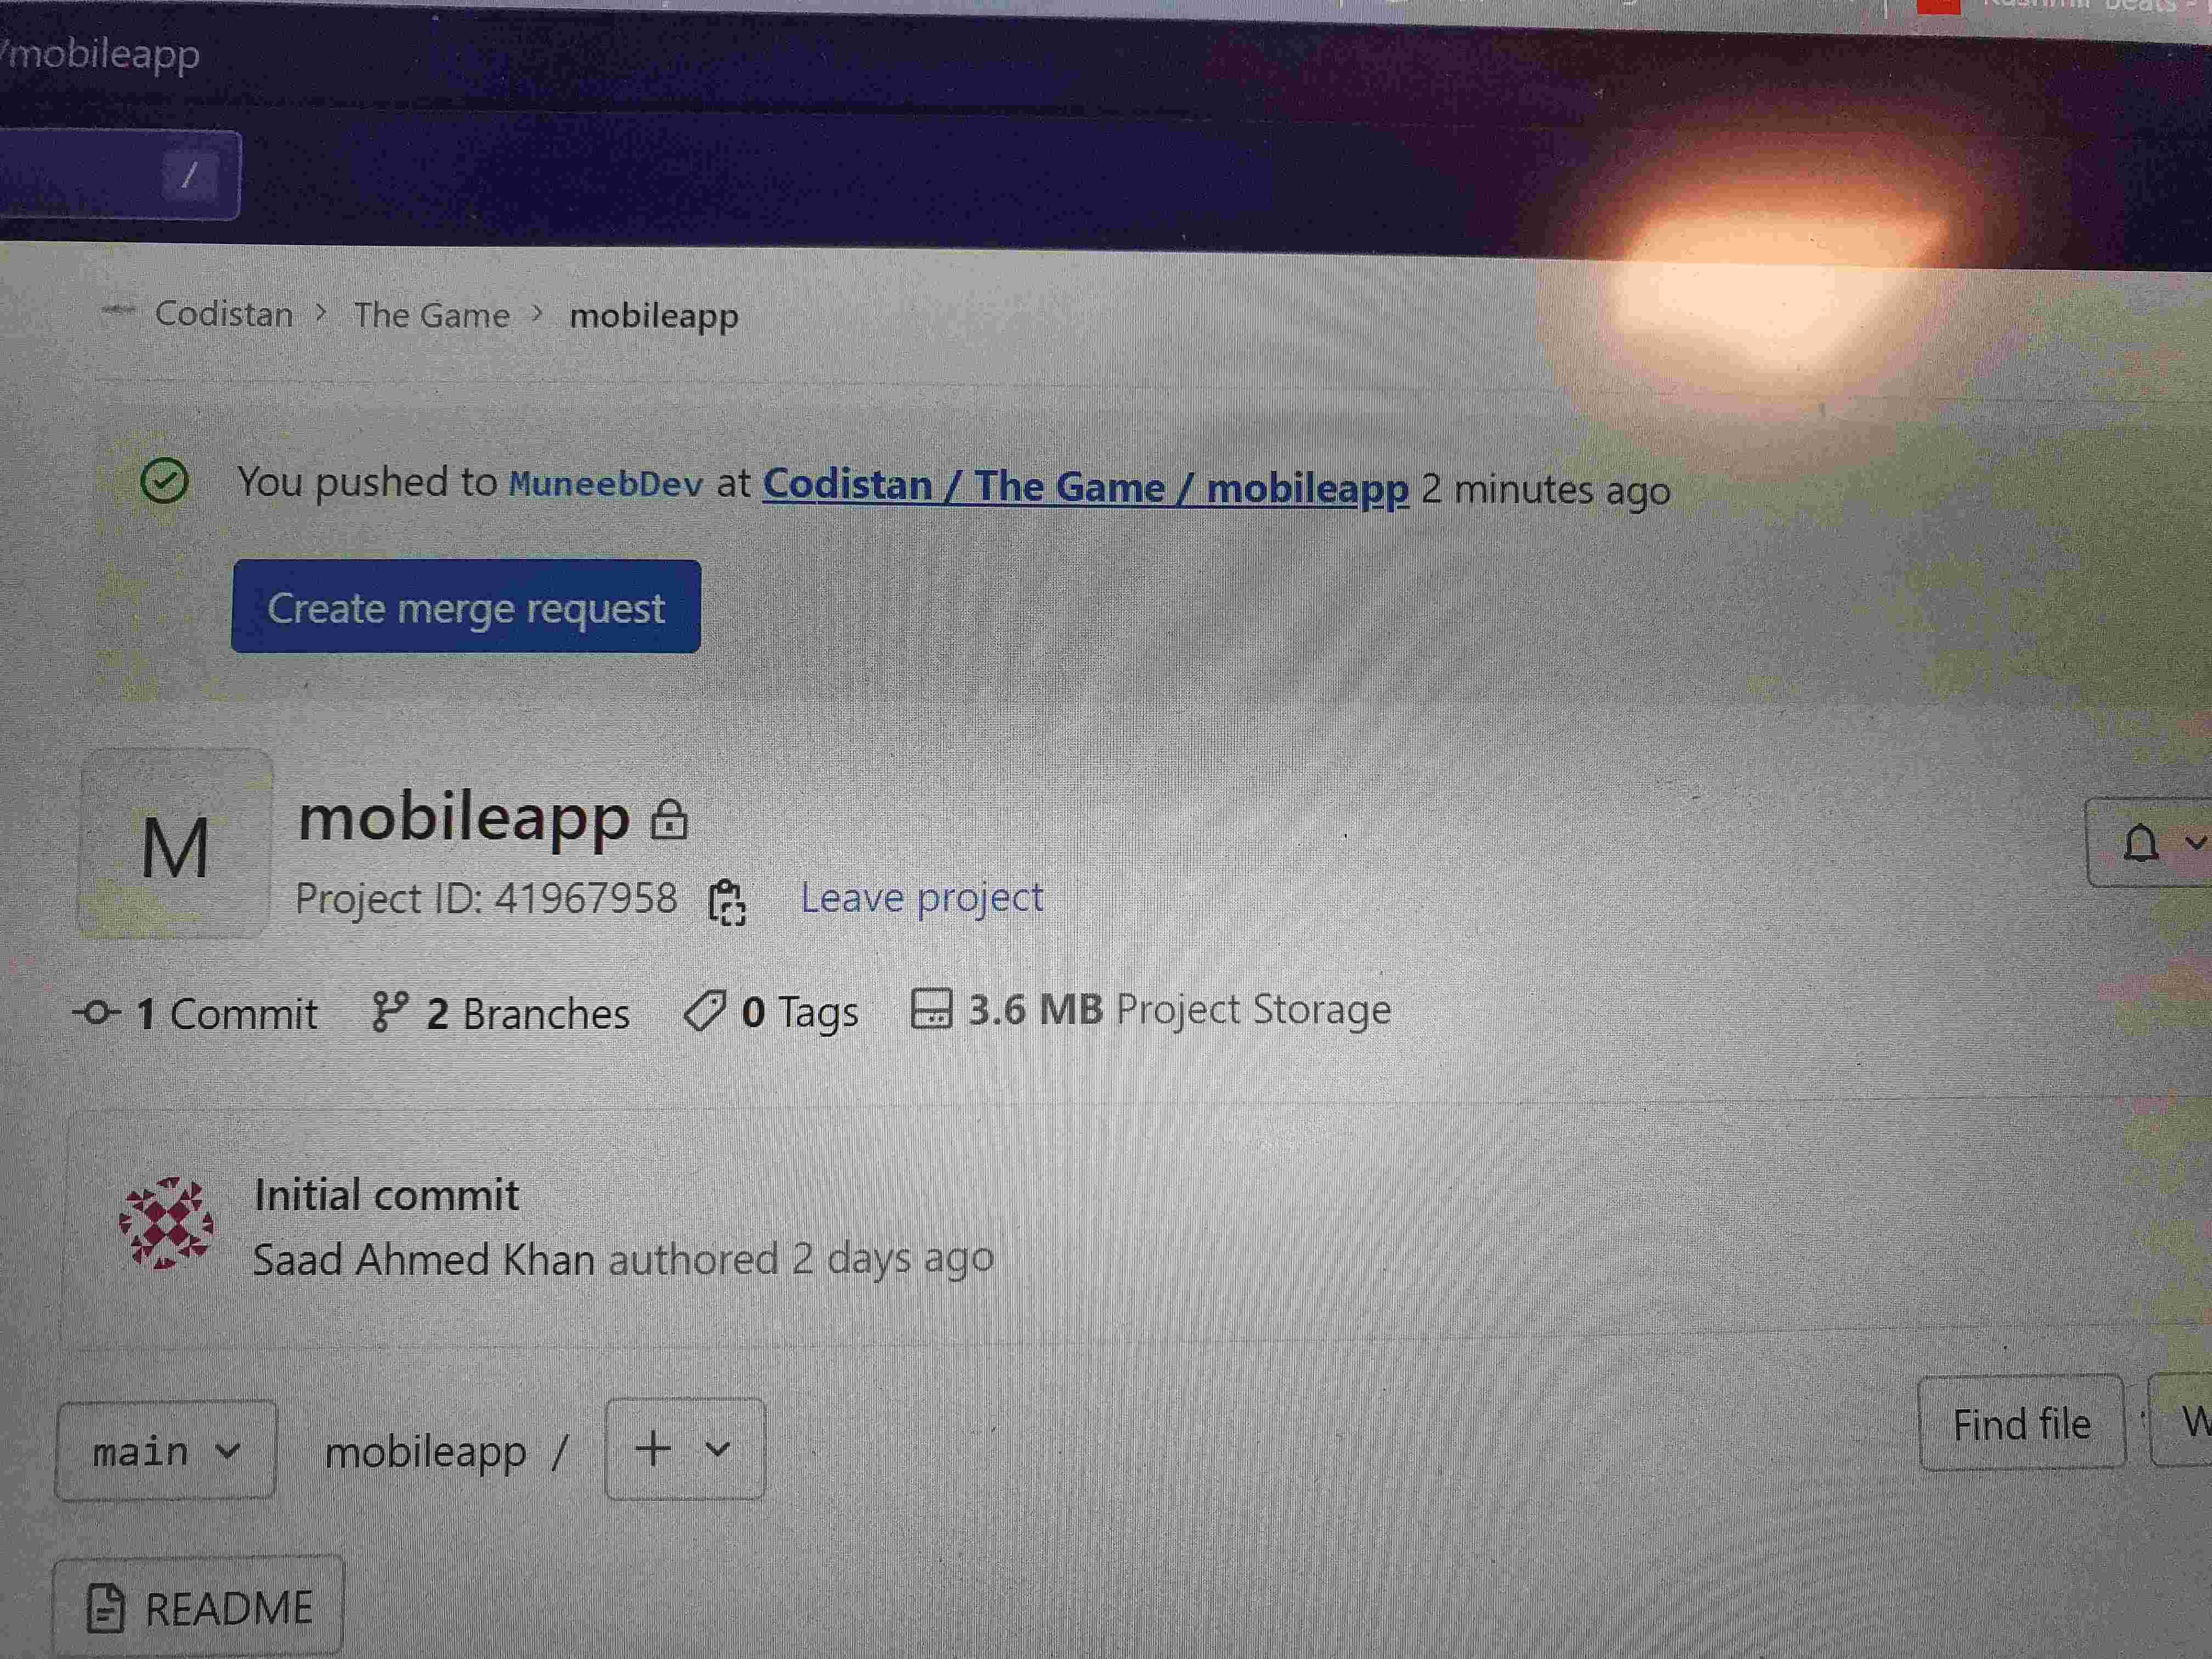 /mobileapp
/
Codistan > The Game > mobileapp
You pushed to MuneebDev at Codistan / The Game / mobileapp 2 minutes ago
Create merge request
M
mobileapp
Project ID: 41967958 Leave project
1 Commit 2 Branches 0 Tags 3.6 MB Project Storage
Initial commit
Saad Ahmed Khan authored 2 days ago
main mobileapp / + Find file
README